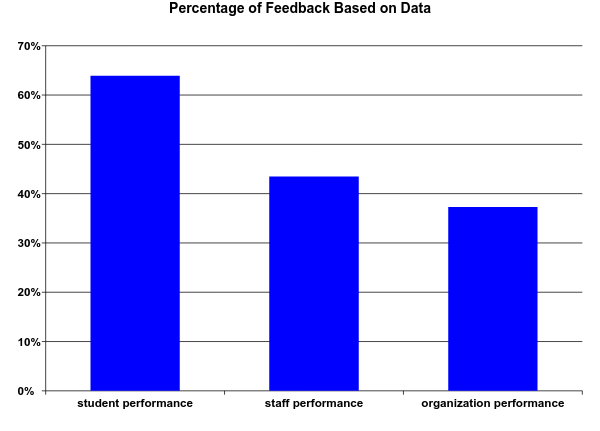 Percentage of Feedback Based on Data
70%
60%
50%
40%
30%
20%
10%
0%
student performance
staff performance
organization performance